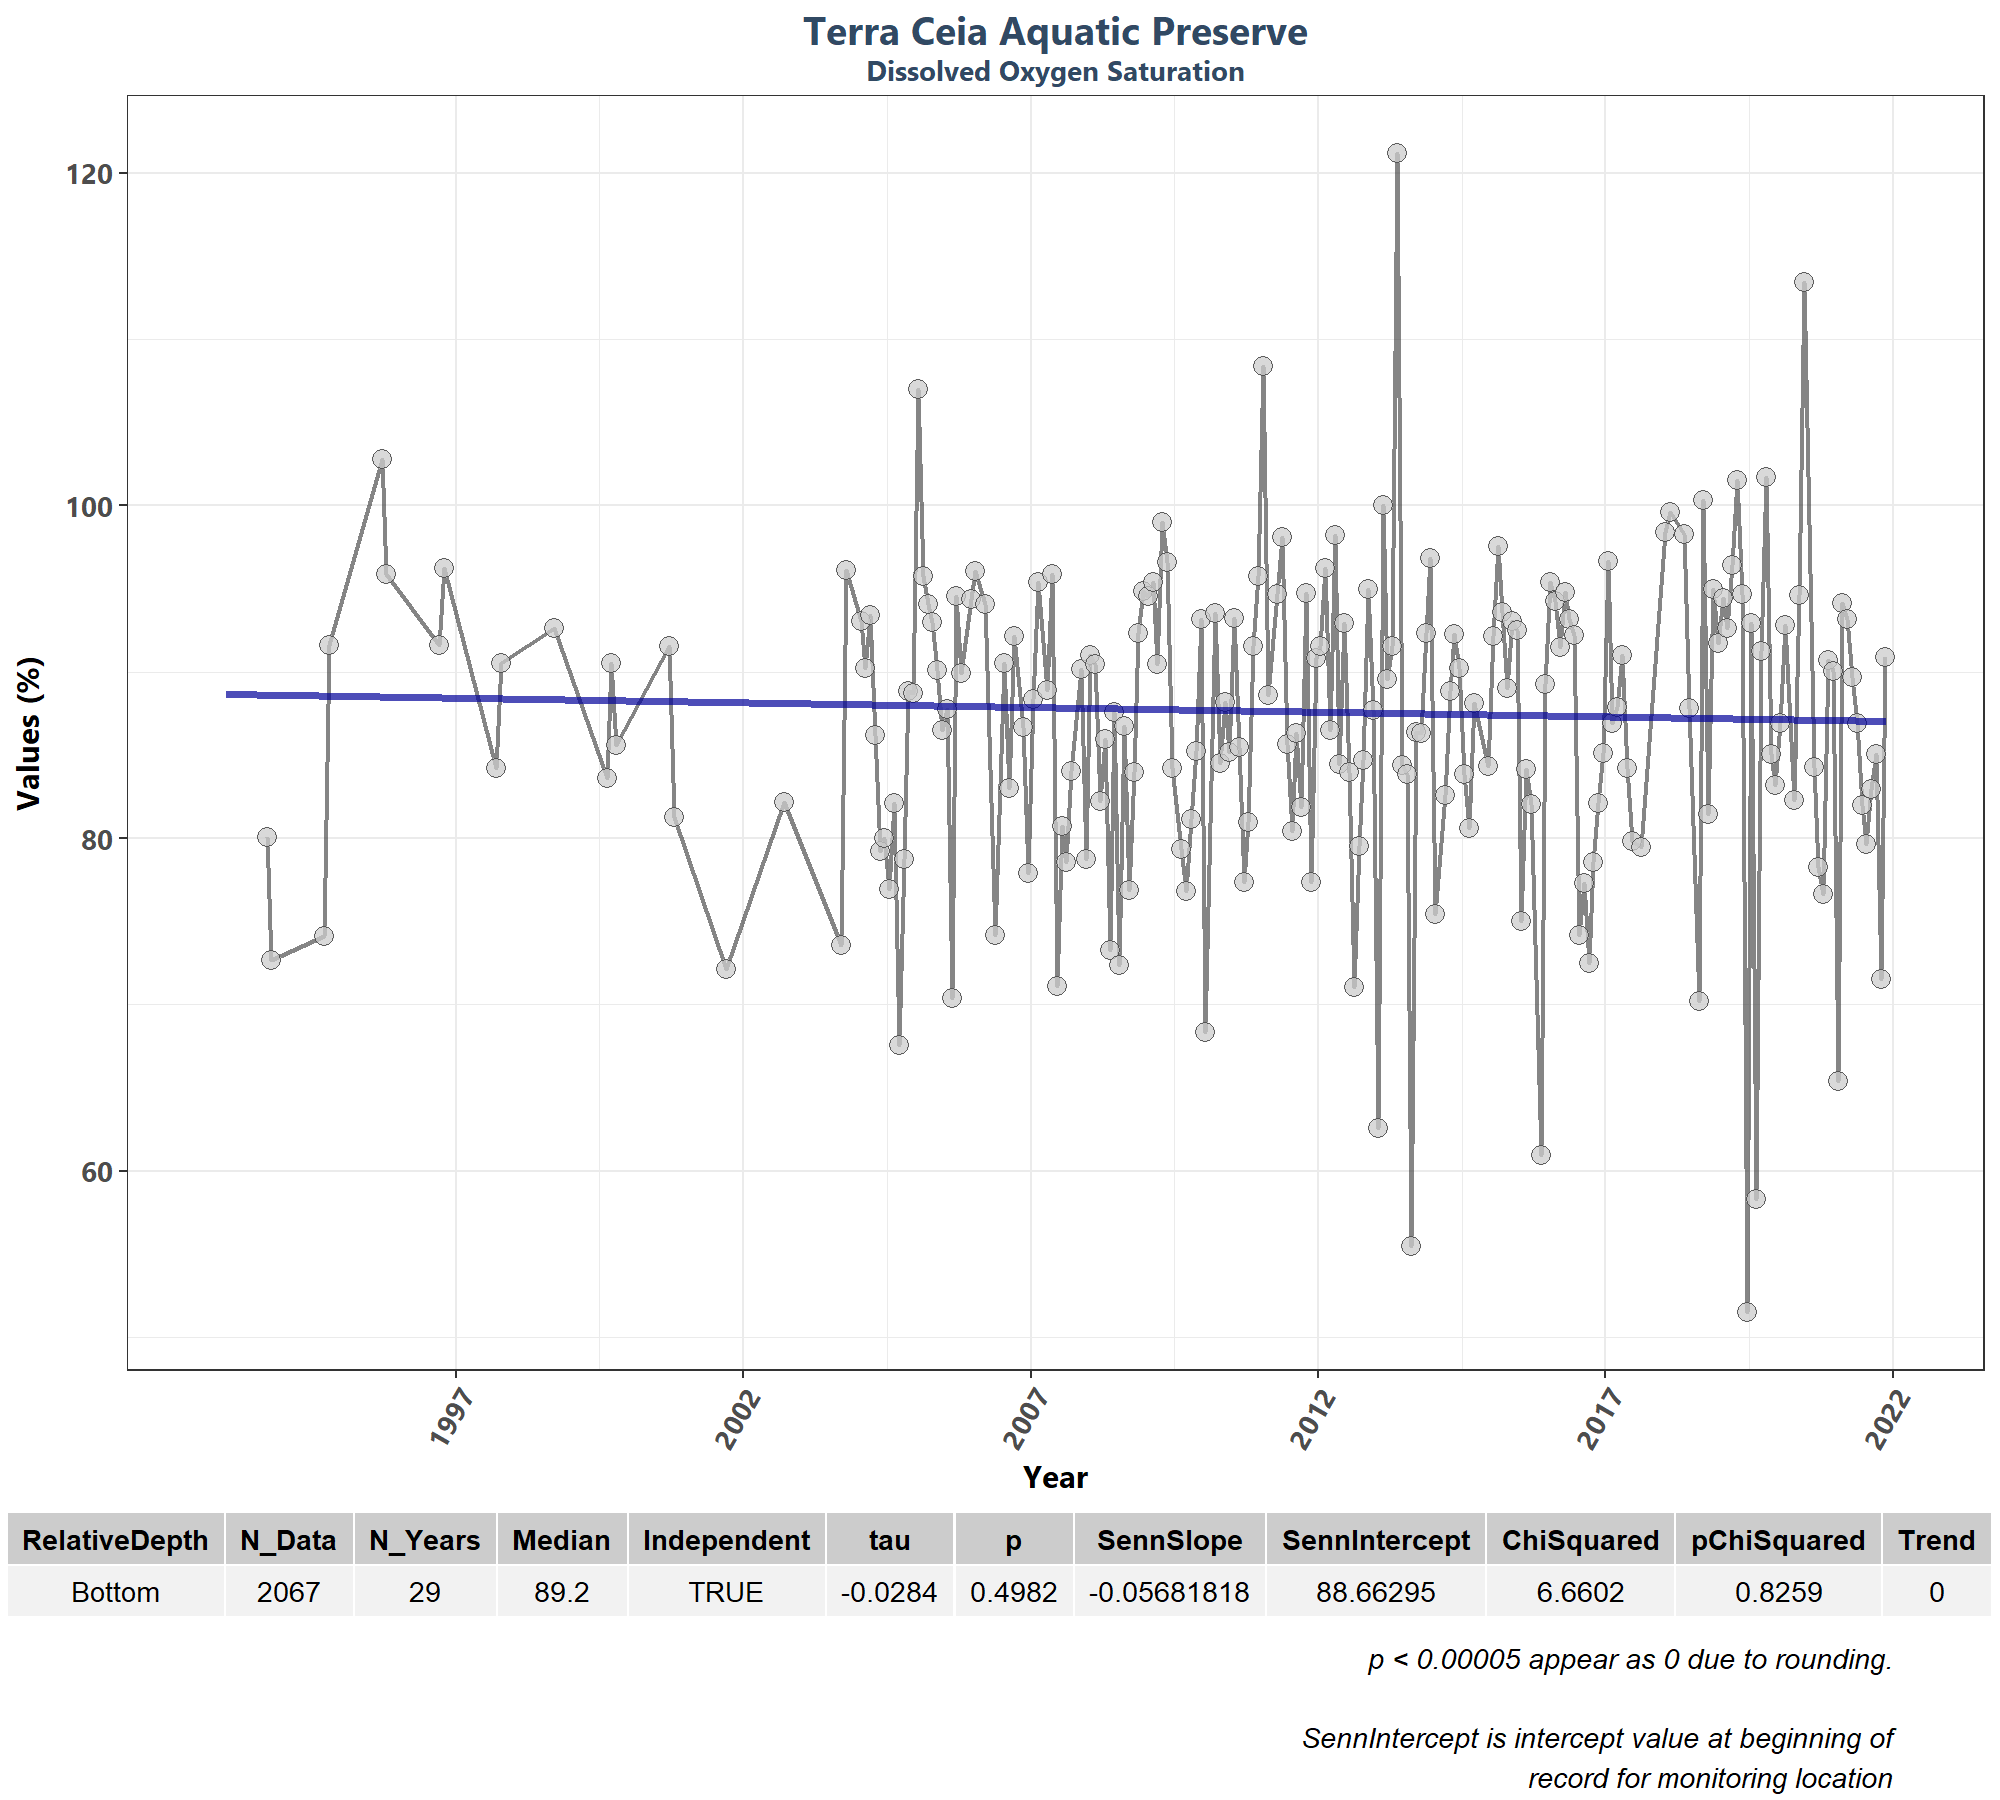 Terra Ceia Aquatic Preserve
Dissolved Oxygen Saturation
Values (%)
120
100
80
60
1997 2002 2007 2012 2017 2022
Year
RelativeDepth N_Data N_Years Median Independent tau p SennSlope SennIntercept ChiSquared pChiSquared Trend
Bottom 2067 29 89.2 TRUE -0.0284 0.4982 -0.05681818 88.66295 6.6602 0.8259 0
p < 0.00005 appear as 0 due to rounding.
SennIntercept is intercept value at beginning of
record for monitoring location